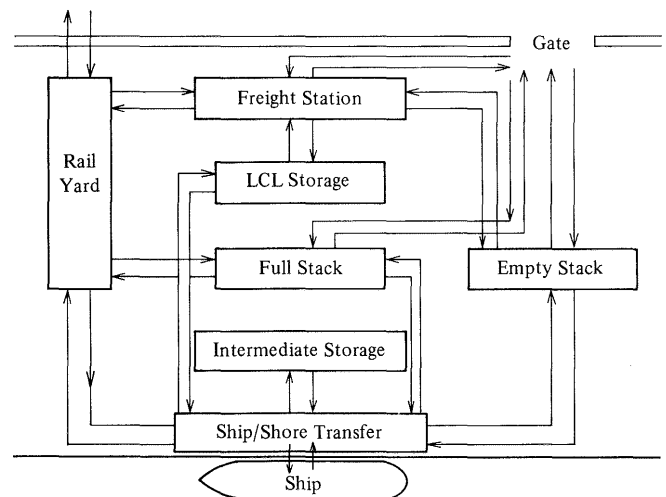 Gate
Freight Station
Rail
Yard
LCL Storage
Full Stack
Empty Stack
Intermediate Storage
Ship/Shore Transfer
Ship